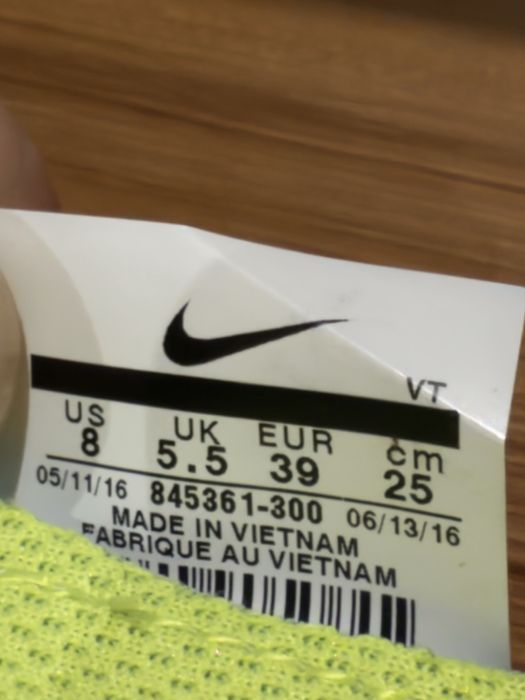 VT
US UK EUR cm
8 5.5 39 25
05/11/16 845361-300 06/13/16
MADE IN VIETNAM
FABRIQUE AU VIETNAM